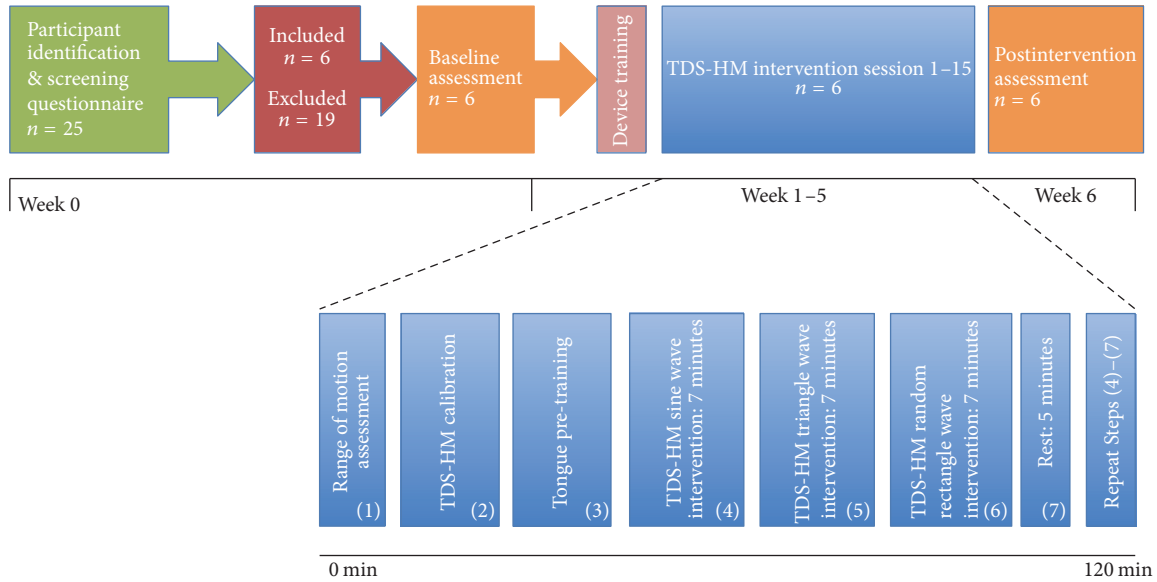 Participant
identification
& screening
questionnaire
n = 25
Included
n = 6
Excluded
n = 19
Baseline
assessment
n = 6
Device training
TDS-HM intervention session 1–15
n = 6
Postintervention
assessment
n = 6
Week 0
Week 1–5
Week 6
Range of motion
assessment
(1)
TDS-HM calibration
(2)
Tongue pre-training
(3)
TDS-HM sine wave
intervention: 7 minutes
(4)
TDS-HM triangle wave
intervention: 7 minutes
(5)
TDS-HM random
rectangle wave
intervention: 7 minutes
(6)
Rest: 5 minutes
(7)
Repeat Steps (4)–(7)
0 min
120 min